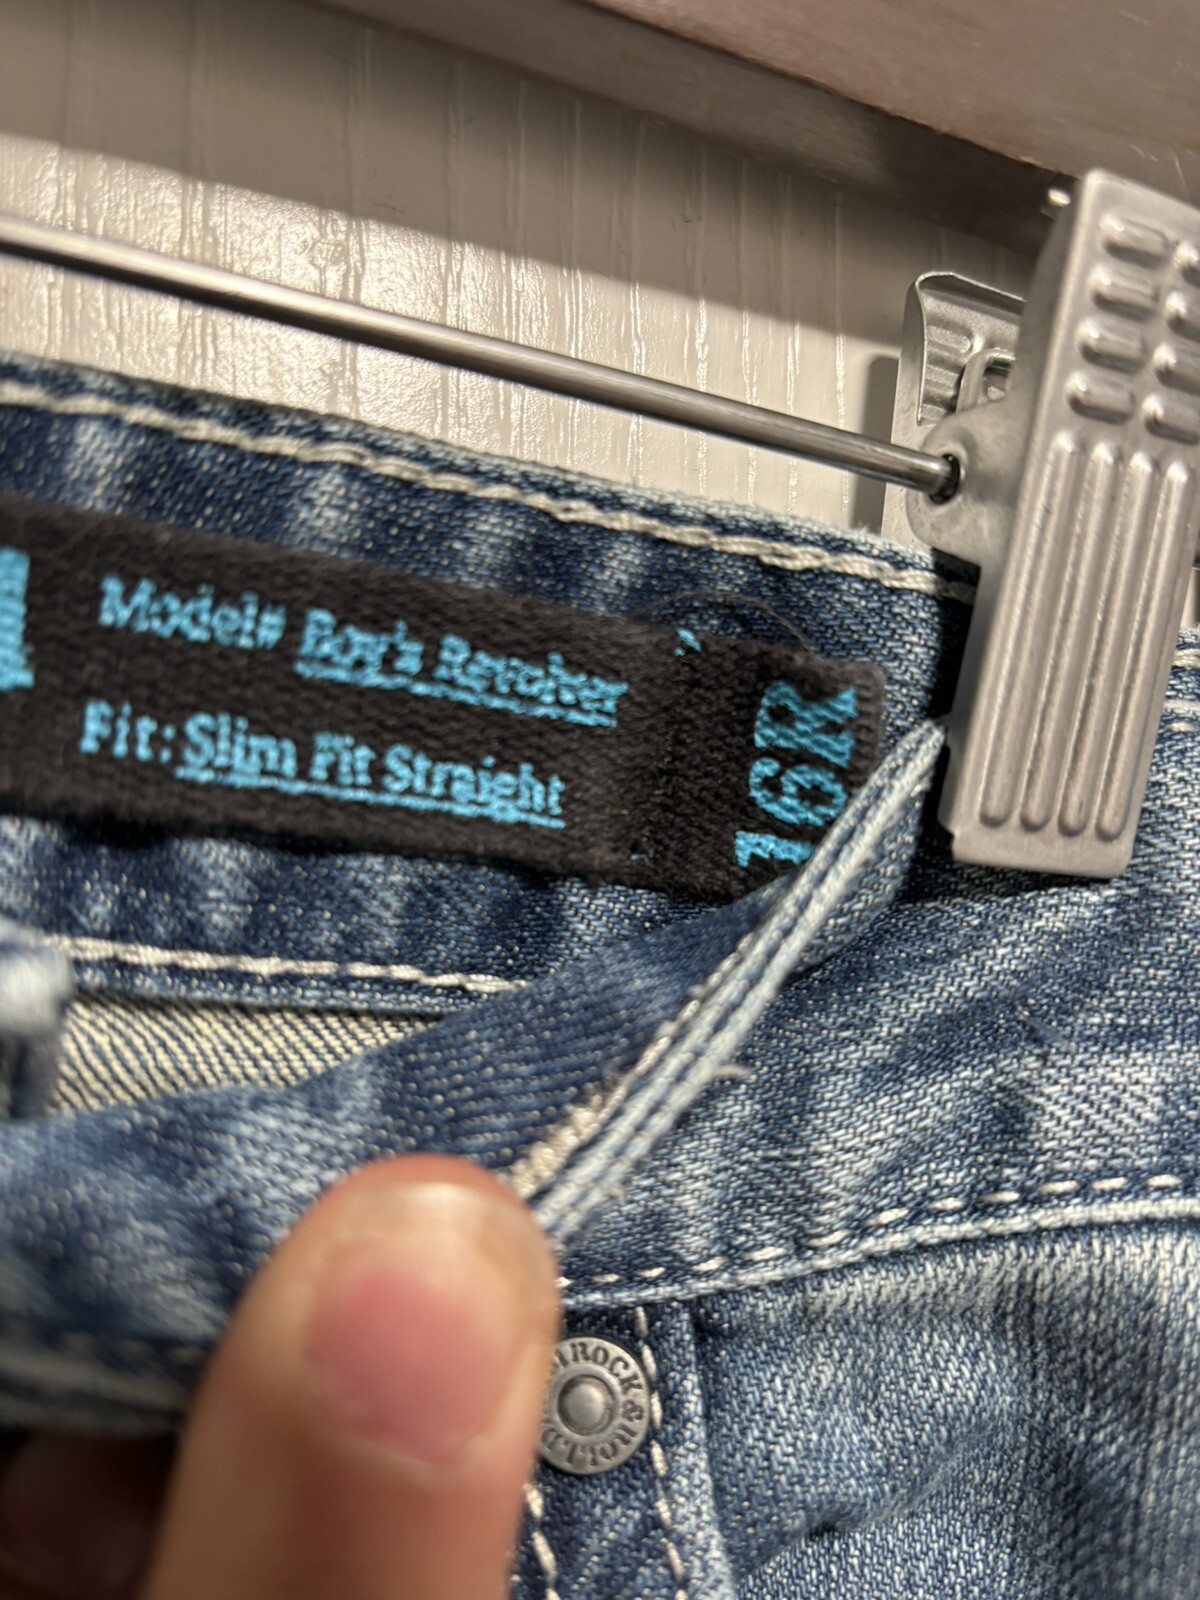 Model# Boy's Revolver
Fit: Slim Fit Straight
16R
ROCK & ROLL D